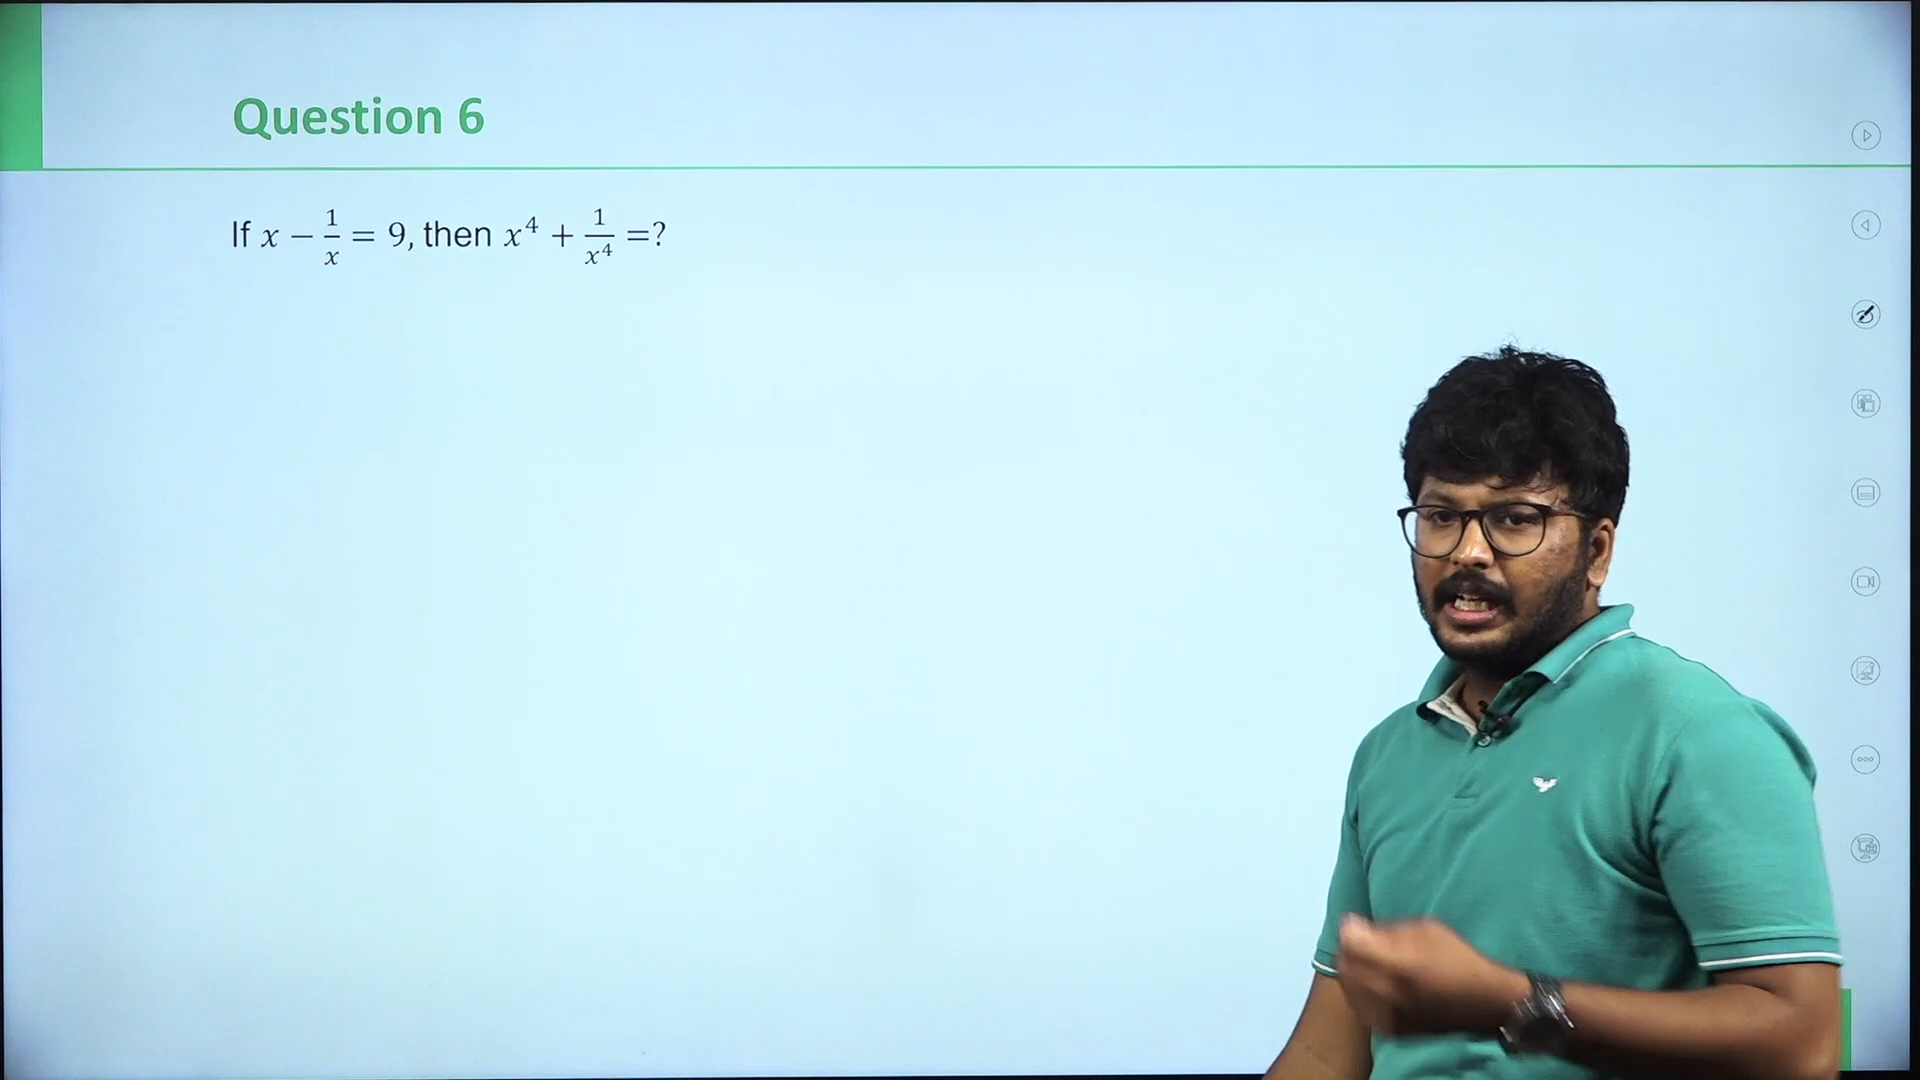 Question 6
If x − 1/x = 9, then x⁴ + 1/x⁴ =?